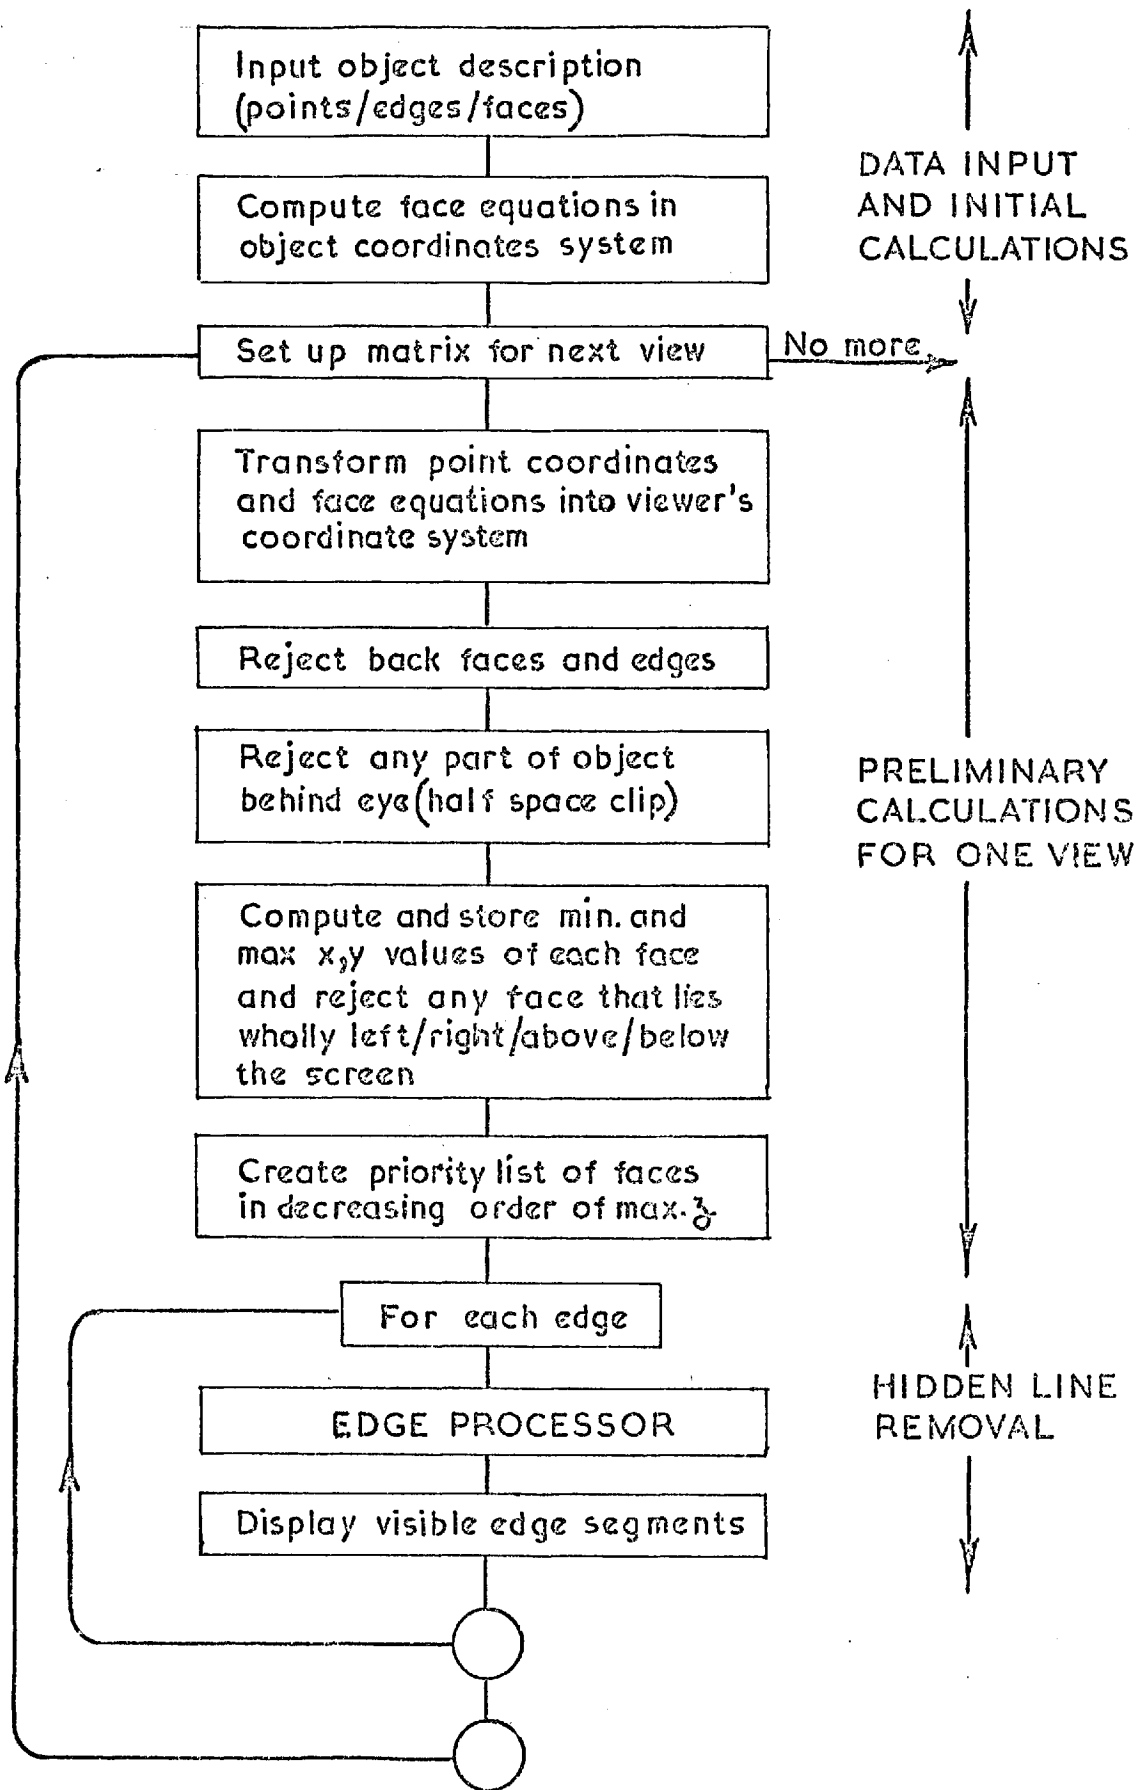 Input object description
(points/edges/faces)
Compute face equations in
object coordinates system
DATA INPUT
AND INITIAL
CALCULATIONS
Set up matrix for next view
No more
Transform point coordinates
and face equations into viewer's
coordinate system
Reject back faces and edges
Reject any part of object
behind eye(half space clip)
PRELIMINARY
CALCULATIONS
FOR ONE VIEW
Compute and store min. and
max x,y values of each face
and reject any face that lies
wholly left/right/above/below
the screen
Create priority list of faces
in decreasing order of max. z
For each edge
EDGE PROCESSOR
HIDDEN LINE
REMOVAL
Display visible edge segments